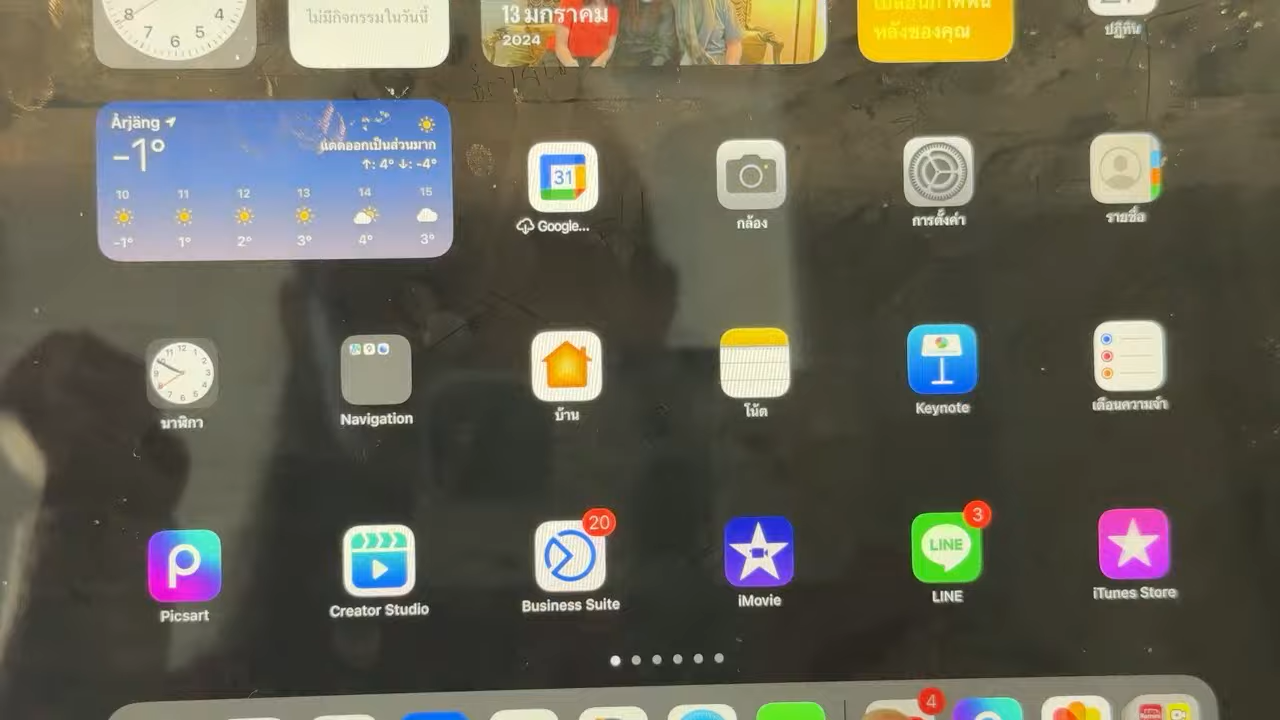 8 4
7 6 5
ไม่มีกิจกรรมในวันนี้
13 มกราคม
2024
หลังของคุณ
ปฏิทิน
Årjäng
-1°
แดดออกเป็นส่วนมาก
↑: 4° ↓: -4°
10 11 12 13 14 15
-1° 1° 2° 3° 4° 3°
31
Google...
กล้อง
การตั้งค่า
รายชื่อ
นาฬิกา
Navigation
บ้าน
โน้ต
Keynote
เตือนความจำ
20
3
LINE
Picsart
Creator Studio
Business Suite
iMovie
LINE
iTunes Store
4